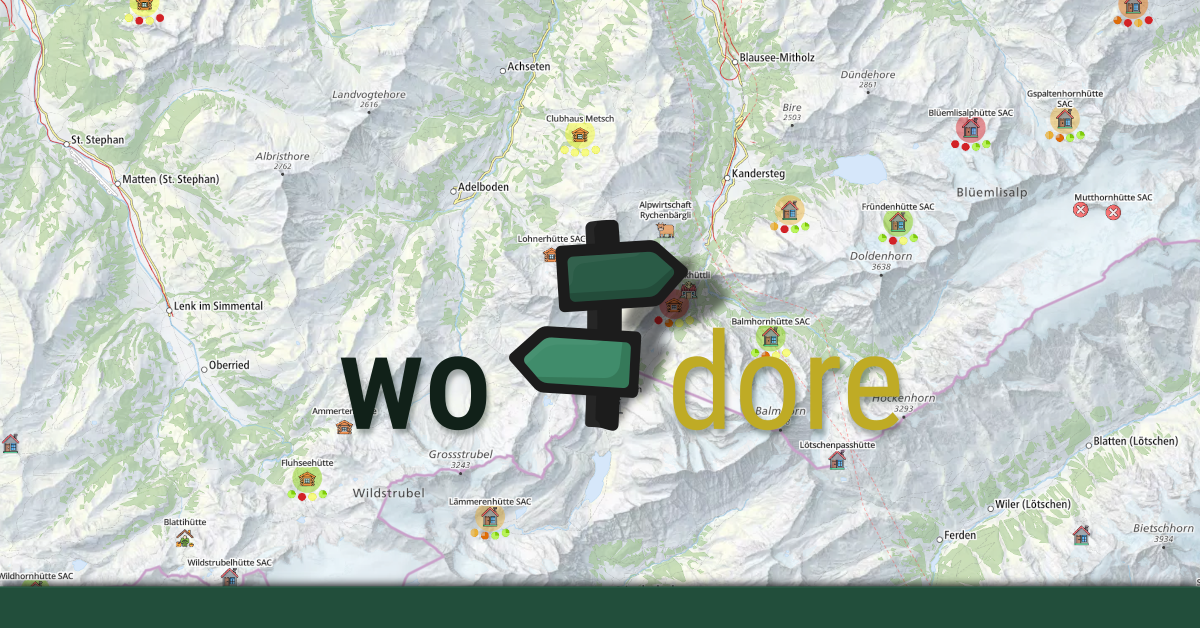 Achseten
Blausee-Mitholz
Dündehore
2861
Landvogtehore
2616
Bire
2503
Gspaltenhornhütte
SAC
Blüemlisalphütte SAC
Clubhaus Metsch
St. Stephan
Albristhore
2762
Matten (St. Stephan)
Adelboden
Kandersteg
Blüemlisalp
Mutthornhütte SAC
Alpwirtschaft
Rychenbärgli
Fründenhütte SAC
Lohnerhütte SAC
Doldenhorn
3638
Lenk im Simmental
Balmhornhütte SAC
Oberried
wo dore
Hockenhorn
3293
Balmhorn
Lötschenpasshütte
Blatten (Lötschen)
Grossstrubel
3243
Fluhseehütte
Wildstrubel
Lämmerenhütte SAC
Wiler (Lötschen)
Blattihütte
Ferden
Bietschhorn
3934
Wildstrubelhütte SAC
Wildhornhütte SAC